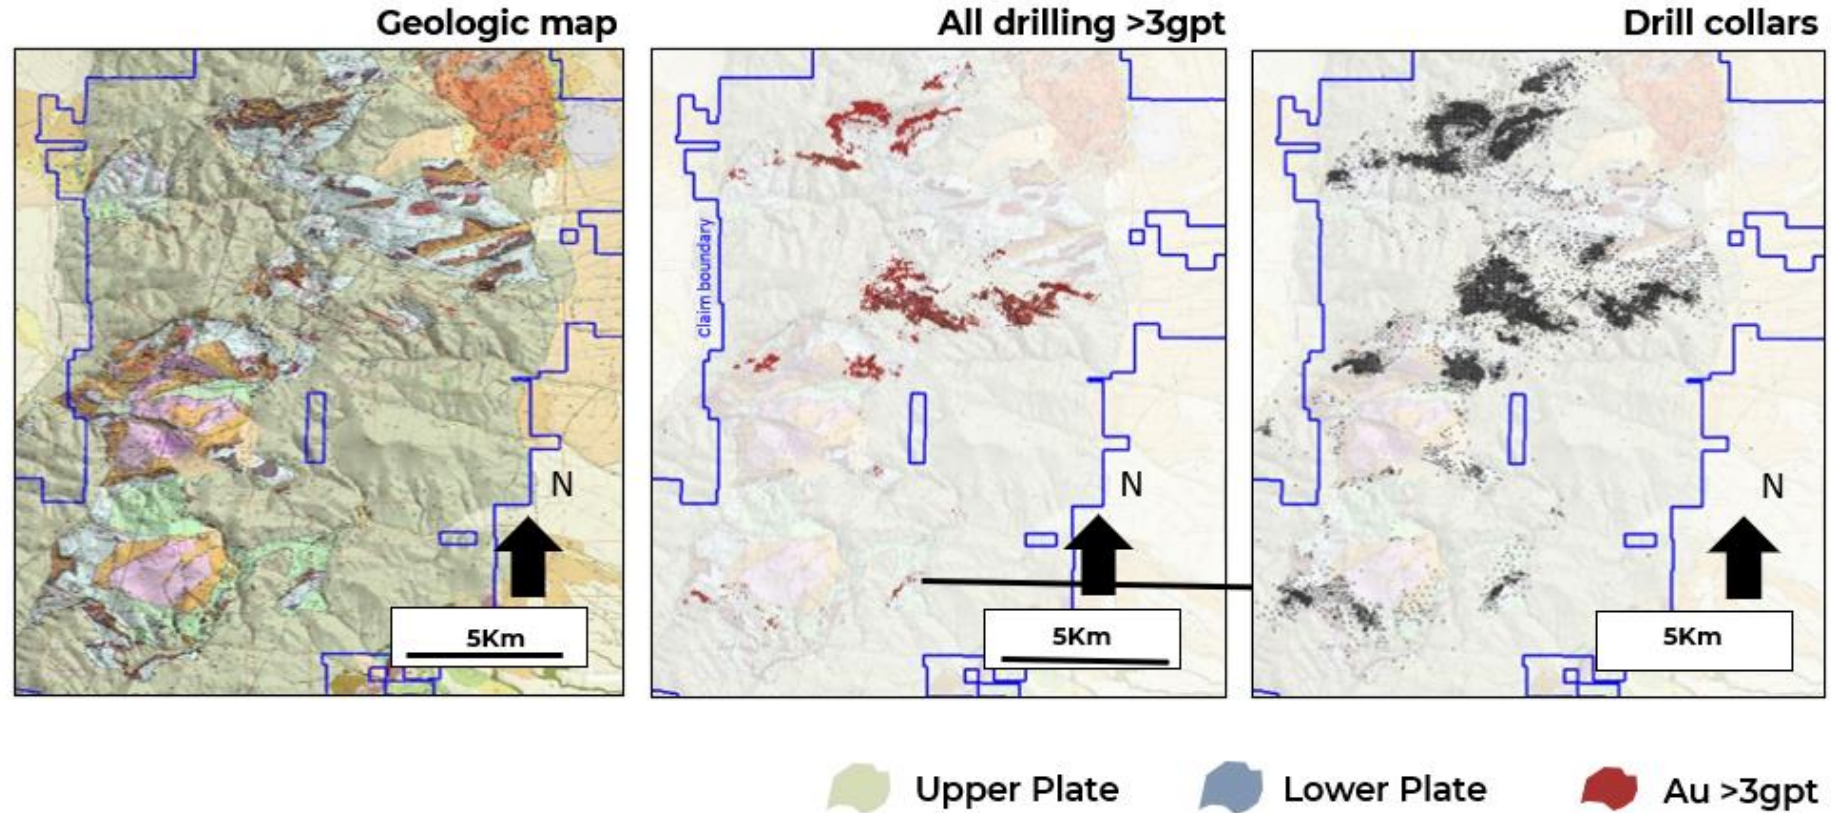 Geologic map
All drilling >3gpt
Drill collars
Claim boundary
N
N
N
5Km
5Km
5Km
Upper Plate
Lower Plate
Au >3gpt